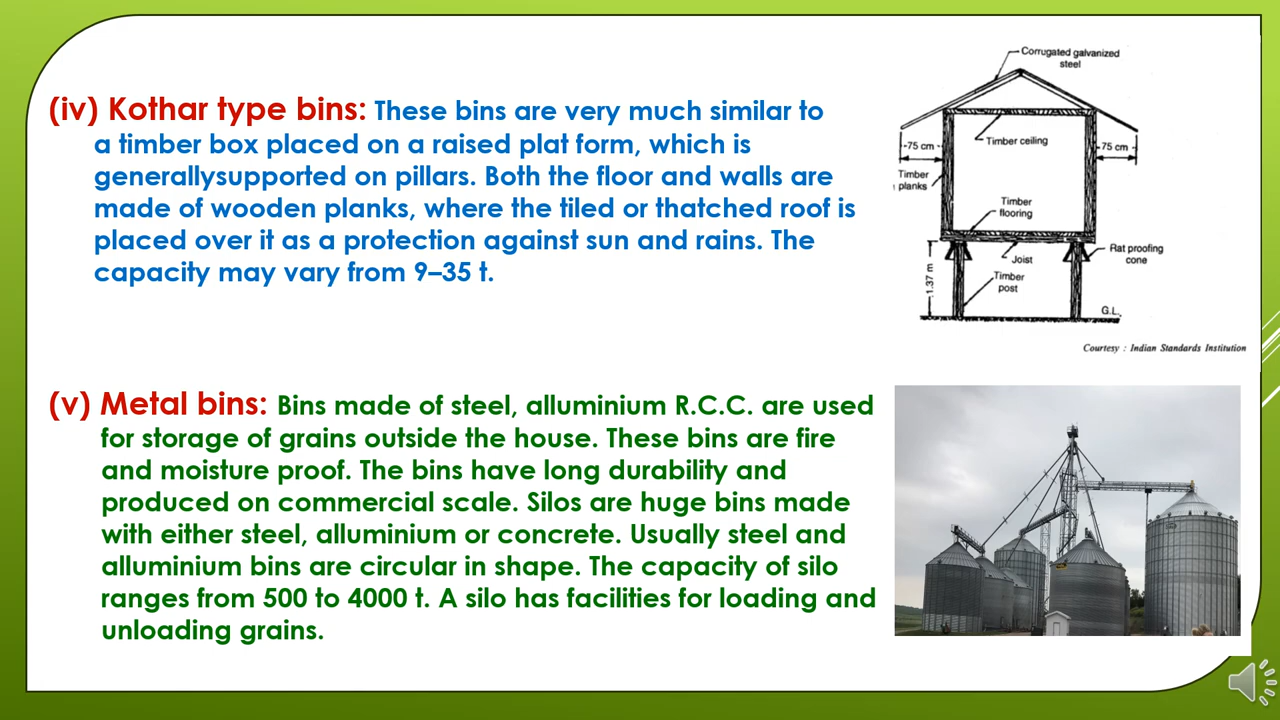 (iv) Kothar type bins: These bins are very much similar to
a timber box placed on a raised plat form, which is
generallysupported on pillars. Both the floor and walls are
made of wooden planks, where the tiled or thatched roof is
placed over it as a protection against sun and rains. The
capacity may vary from 9–35 t.
Corrugated galvanized
steel
Timber ceiling
75 cm
75 cm
Timber
planks
Timber
flooring
Rat proofing
cone
Joist
1.37 m
Timber
post
G.L.
Courtesy : Indian Standards Institution
(v) Metal bins: Bins made of steel, alluminium R.C.C. are used
for storage of grains outside the house. These bins are fire
and moisture proof. The bins have long durability and
produced on commercial scale. Silos are huge bins made
with either steel, alluminium or concrete. Usually steel and
alluminium bins are circular in shape. The capacity of silo
ranges from 500 to 4000 t. A silo has facilities for loading and
unloading grains.